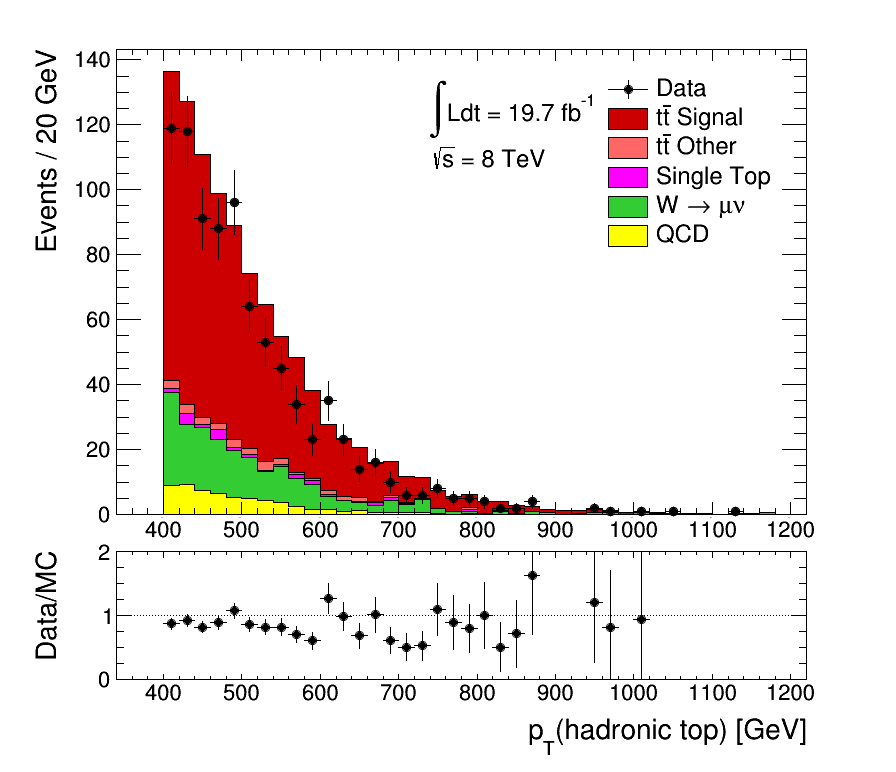 Events / 20 GeV
140
120
100
80
60
40
20
0
∫Ldt = 19.7 fb⁻¹
√s = 8 TeV
Data
tt̄ Signal
tt̄ Other
Single Top
W → μν
QCD
400 500 600 700 800 900 1000 1100 1200
Data/MC
2
1
0
400 500 600 700 800 900 1000 1100 1200
p_T(hadronic top) [GeV]